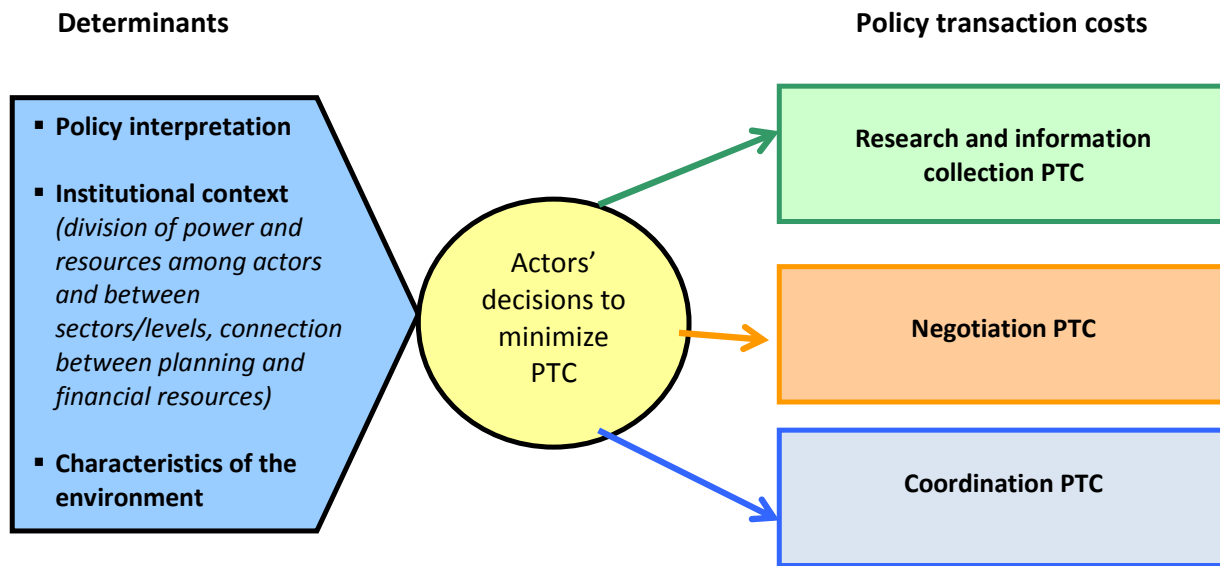 Determinants
Policy transaction costs
▪ Policy interpretation
▪ Institutional context
(division of power and
resources among actors
and between
sectors/levels, connection
between planning and
financial resources)
▪ Characteristics of the
environment
Actors’
decisions to
minimize
PTC
Research and information
collection PTC
Negotiation PTC
Coordination PTC